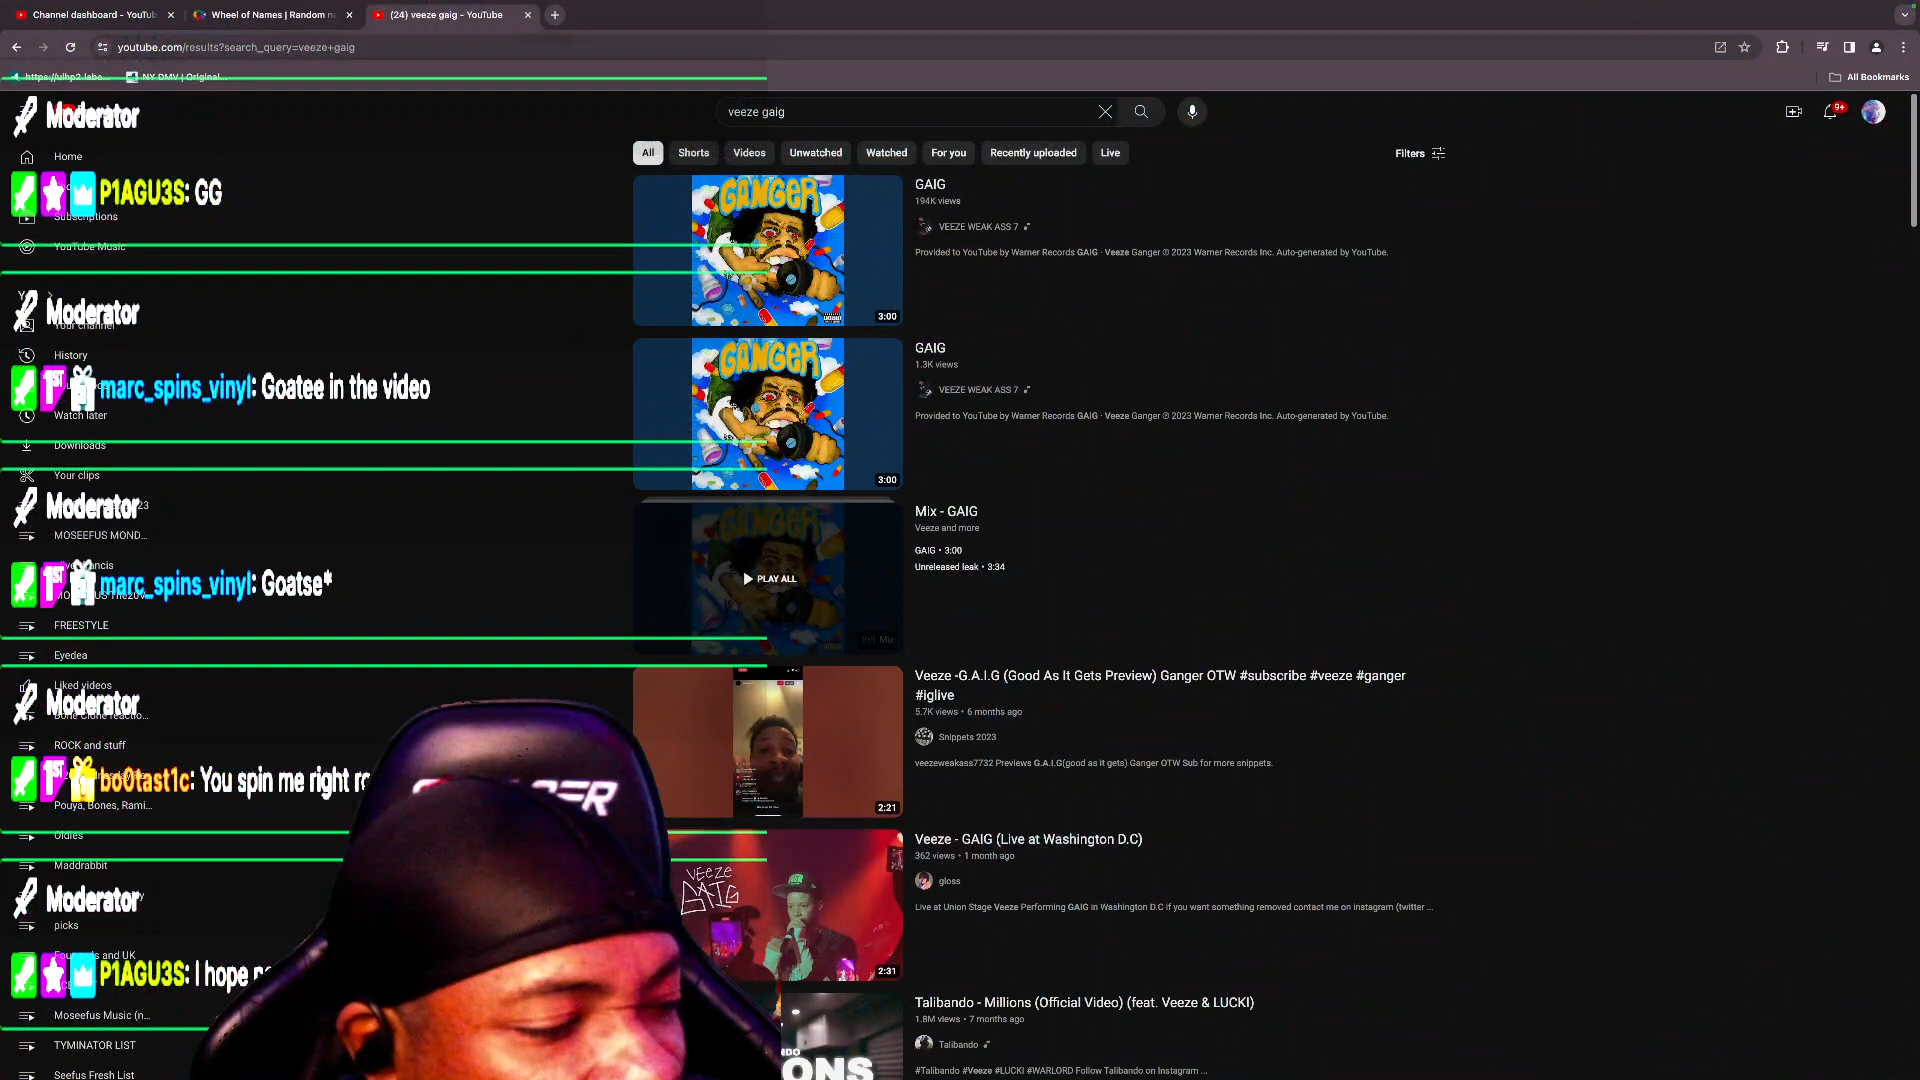 Channel dashboard - YouTub
Wheel of Names | Random n
(24) veeze gaig - YouTube
youtube.com/results?search_query=veeze+gaig
https://ulhp2.labo...
NY DMV | Original...
All Bookmarks
Moderator
veeze gaig
9+
Home
All
Shorts
Videos
Unwatched
Watched
For you
Recently uploaded
Live
Filters
P1AGU3S: GG
Subscriptions
YouTube Music
GANGER
3:00
GAIG
194K views
VEEZE WEAK ASS 7
Provided to YouTube by Warner Records GAIG · Veeze Ganger ℗ 2023 Warner Records Inc. Auto-generated by YouTube.
Moderator
Your channel
History
marc_spins_vinyl: Goatee in the video
Watch later
Downloads
Your clips
GANGER
3:00
GAIG
1.3K views
VEEZE WEAK ASS 7
Provided to YouTube by Warner Records GAIG · Veeze Ganger ℗ 2023 Warner Records Inc. Auto-generated by YouTube.
Moderator
MOSEEFUS MOND...
marc_spins_vinyl: Goatse*
FREESTYLE
Eyedea
Liked videos
PLAY ALL
Mix
Mix - GAIG
Veeze and more
GAIG • 3:00
Unreleased leak • 3:34
Moderator
ROCK and stuff
bo0tast1c: You spin me right
Pouya, Bones, Rami...
Oldies
Maddrabbit
2:21
Veeze -G.A.I.G (Good As It Gets Preview) Ganger OTW #subscribe #veeze #ganger
#iglive
5.7K views • 6 months ago
Snippets 2023
veezeweakass7732 Previews G.A.I.G(good as it gets) Ganger OTW Sub for more snippets.
Moderator
picks
P1AGU3S: I hope
Moseefus Music (n...
TYMINATOR LIST
Seefus Fresh List
VEEZE
GAIG
2:31
Veeze - GAIG (Live at Washington D.C)
362 views • 1 month ago
gloss
Live at Union Stage Veeze Performing GAIG in Washington D.C if you want something removed contact me on instagram (twitter ...
Talibando - Millions (Official Video) (feat. Veeze & LUCKI)
1.8M views • 7 months ago
Talibando
#Talibando #Veeze #LUCKI #WARLORD Follow Talibando on Instagram ...